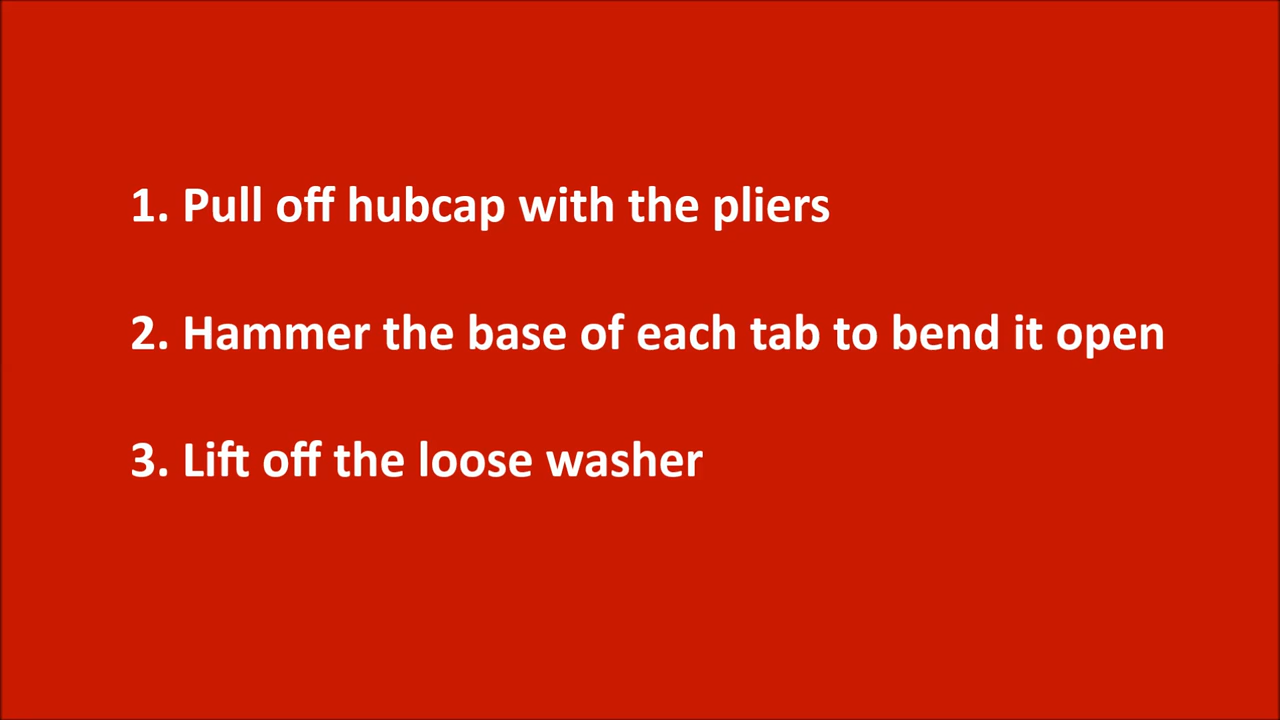 1. Pull off hubcap with the pliers
2. Hammer the base of each tab to bend it open
3. Lift off the loose washer